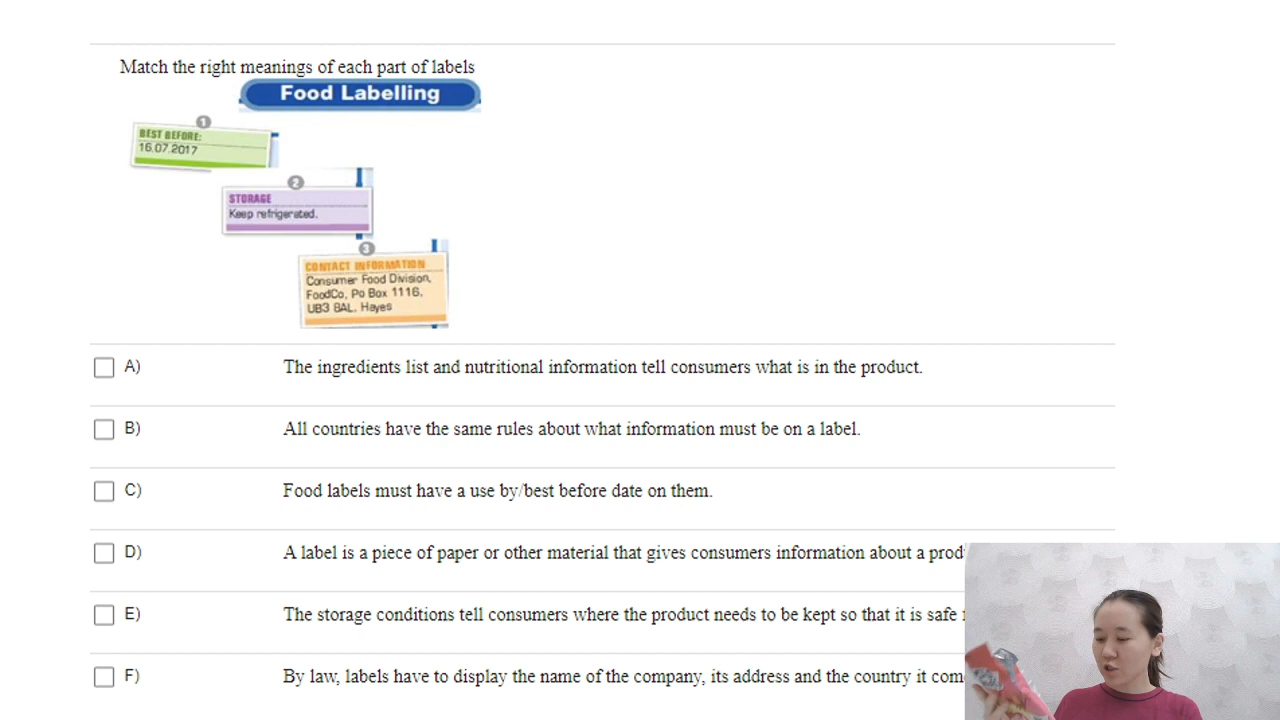 Match the right meanings of each part of labels
Food Labelling
1
BEST BEFORE:
16.07.2017
2
STORAGE
Keep refrigerated.
3
CONTACT INFORMATION
Consumer Food Division,
FoodCo, Po Box 1116,
UB3 8AL, Hayes
A) The ingredients list and nutritional information tell consumers what is in the product.
B) All countries have the same rules about what information must be on a label.
C) Food labels must have a use by/best before date on them.
D) A label is a piece of paper or other material that gives consumers information about a prod
E) The storage conditions tell consumers where the product needs to be kept so that it is safe
F) By law, labels have to display the name of the company, its address and the country it com